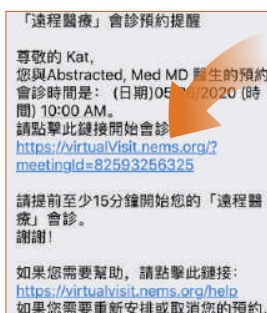 「遠程醫療」會診預約提醒
尊敬的 Kat,
您與Abstracted, Med MD 醫生的預約
會診時間是：(日期)05/ 6/2020 (時
間) 10:00 AM。
請點擊此鏈接開始會診
https://virtualVisit.nems.org/?
meetingId=82593256325
請提前至少15分鐘開始您的「遠程醫
療」會診。
謝謝！
如果您需要幫助，請點擊此鏈接：
https://virtualvisit.nems.org/help
如果您需要重新安排或取消您的預約，